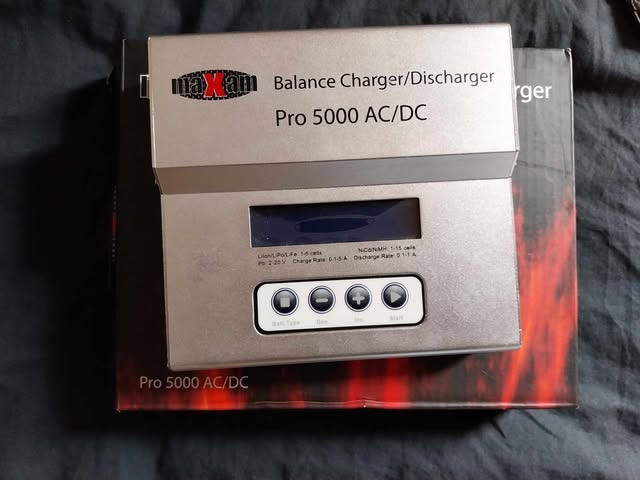 maXam
Balance Charger/Discharger
Pro 5000 AC/DC
rger
LiIon/LiPo/LiFe: 1-6 cells NiCd/NiMH: 1-15 cells
Pb: 2-20 V Charge Rate: 0.1-5 A Discharge Rate: 0.1-1 A
Batt Type Dec. Inc. Start
Pro 5000 AC/DC